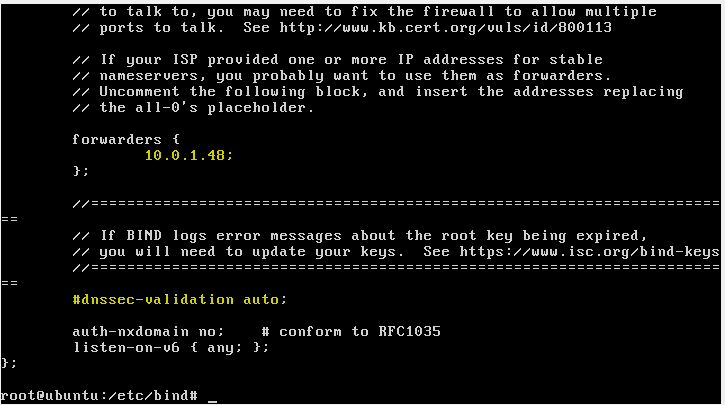 // to talk to, you may need to fix the firewall to allow multiple
// ports to talk.  See http://www.kb.cert.org/vuls/id/800113
// If your ISP provided one or more IP addresses for stable
// nameservers, you probably want to use them as forwarders.
// Uncomment the following block, and insert the addresses replacing
// the all-0's placeholder.
forwarders {
10.0.1.48;
};
//=======================================================================
==
// If BIND logs error messages about the root key being expired,
// you will need to update your keys.  See https://www.isc.org/bind-keys
//=======================================================================
==
#dnssec-validation auto;
auth-nxdomain no;    # conform to RFC1035
listen-on-v6 { any; };
};
root@ubuntu:/etc/bind# _